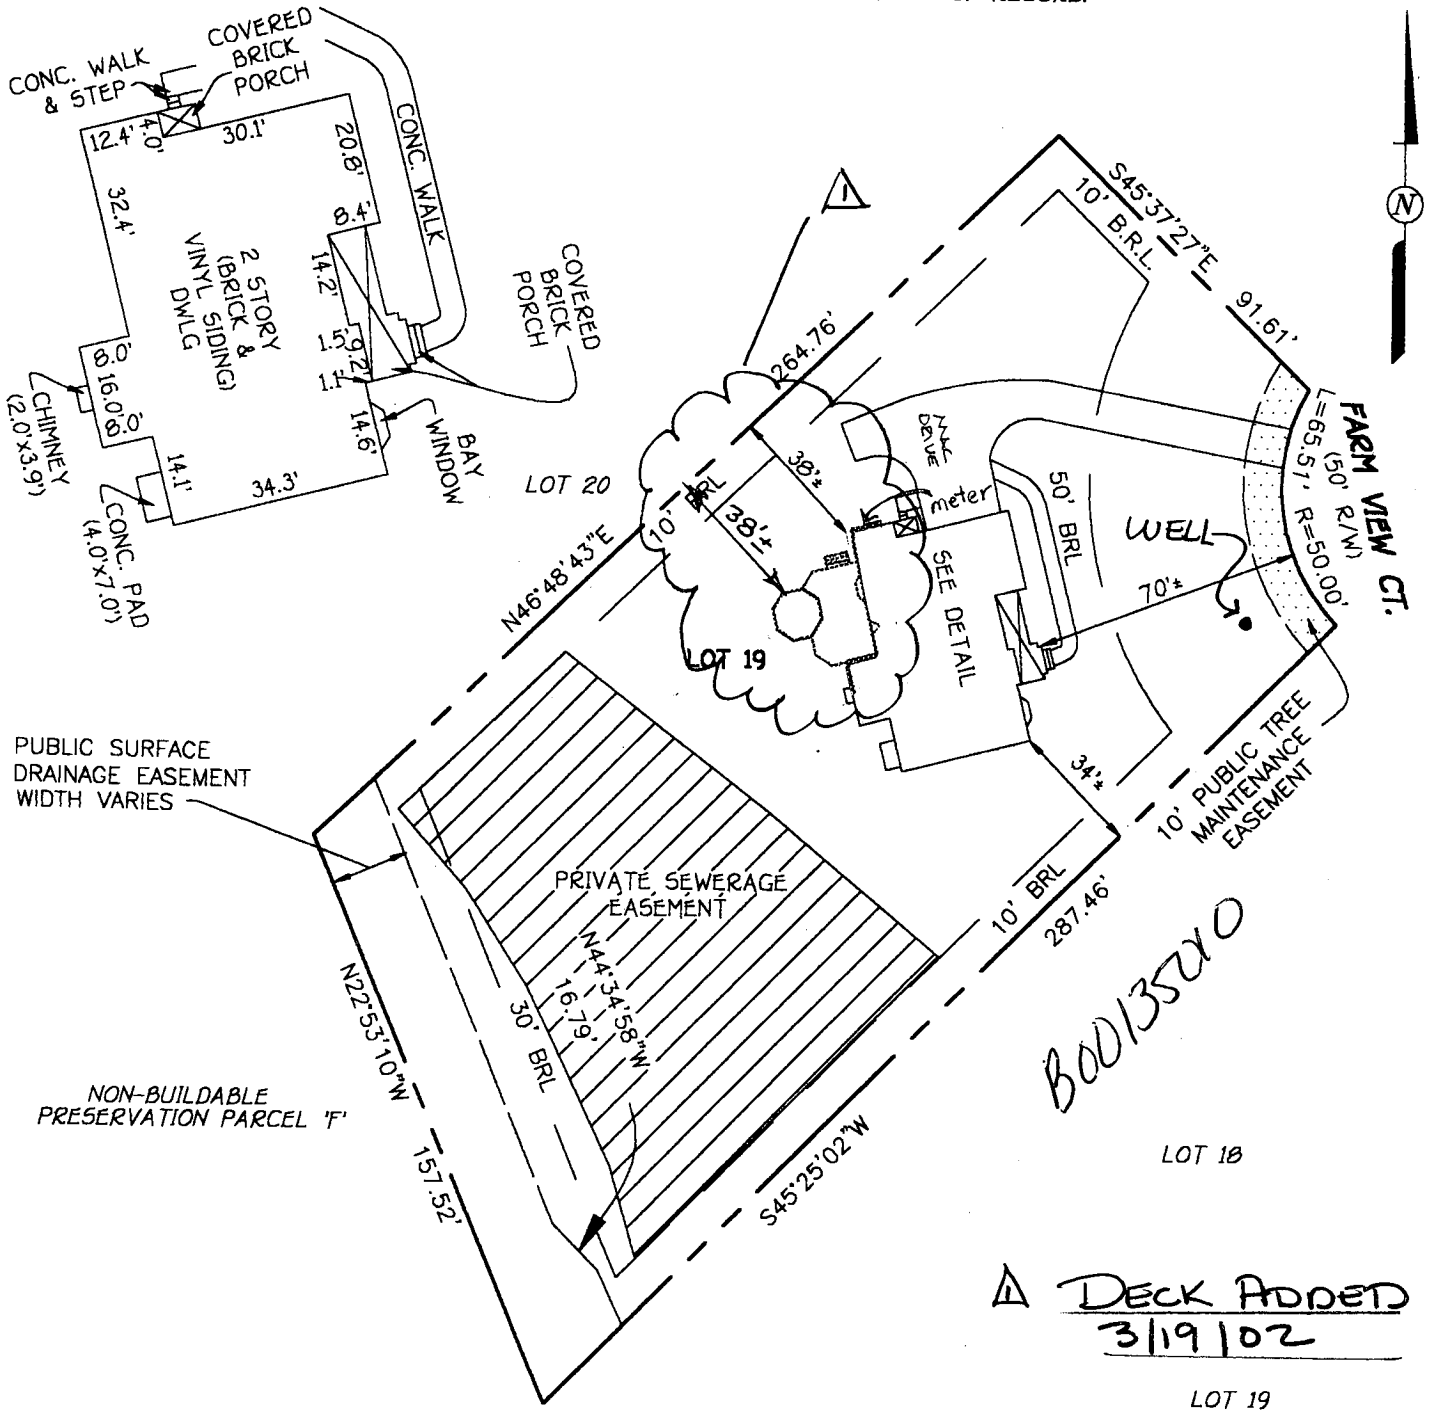 COVERED
BRICK
PORCH
CONC. WALK
& STEP
12.4'
4.0'
30.1'
20.8'
CONC. WALK
32.4'
8.4'
2 STORY
(BRICK &
VINYL SIDING)
DWLG
14.2'
1.5'
9.2'
1.1'
COVERED
BRICK
PORCH
8.0'
16.0'
8.0'
CHIMNEY
(2.0'x3.9')
14.6'
BAY
WINDOW
14.1'
34.3'
CONC. PAD
(4.0'x7.0')
N
1
S45°37'27"E
10' B.R.L.
91.61'
264.76'
FARM VIEW CT.
(50' R/W)
L=65.51' R=50.00'
LOT 20
MAC
DRIVE
38'±
meter
50' BRL
WELL
10' BRL
38'±
N46°48'43"E
SEE DETAIL
70'±
LOT 19
PUBLIC SURFACE
DRAINAGE EASEMENT
WIDTH VARIES
34'±
10' PUBLIC TREE
MAINTENANCE
EASEMENT
PRIVATE SEWERAGE
EASEMENT
10' BRL
287.46'
N44°34'58"W
16.79'
30' BRL
N22°53'10"W
157.52'
NON-BUILDABLE
PRESERVATION PARCEL 'F'
S45°25'02"W
LOT 18
1 DECK ADDED
3/19/02
LOT 19